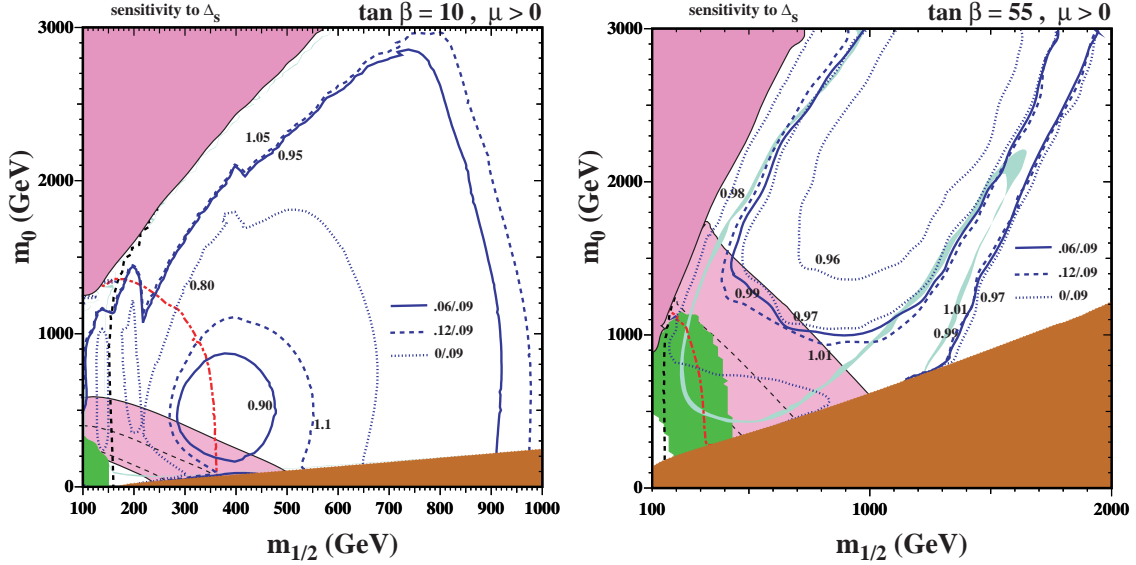 sensitivity to Δs
tan β = 10 , μ > 0
3000
2000
1000
0
m0 (GeV)
1.05
0.95
0.80
0.90
1.1
.06/.09
.12/.09
0/.09
100 200 300 400 500 600 700 800 900 1000
m1/2 (GeV)
sensitivity to Δs
tan β = 55 , μ > 0
3000
2000
1000
0
m0 (GeV)
0.98
0.96
0.99
0.97
1.01
1.01
0.99
0.97
.06/.09
.12/.09
0/.09
100 1000 2000
m1/2 (GeV)